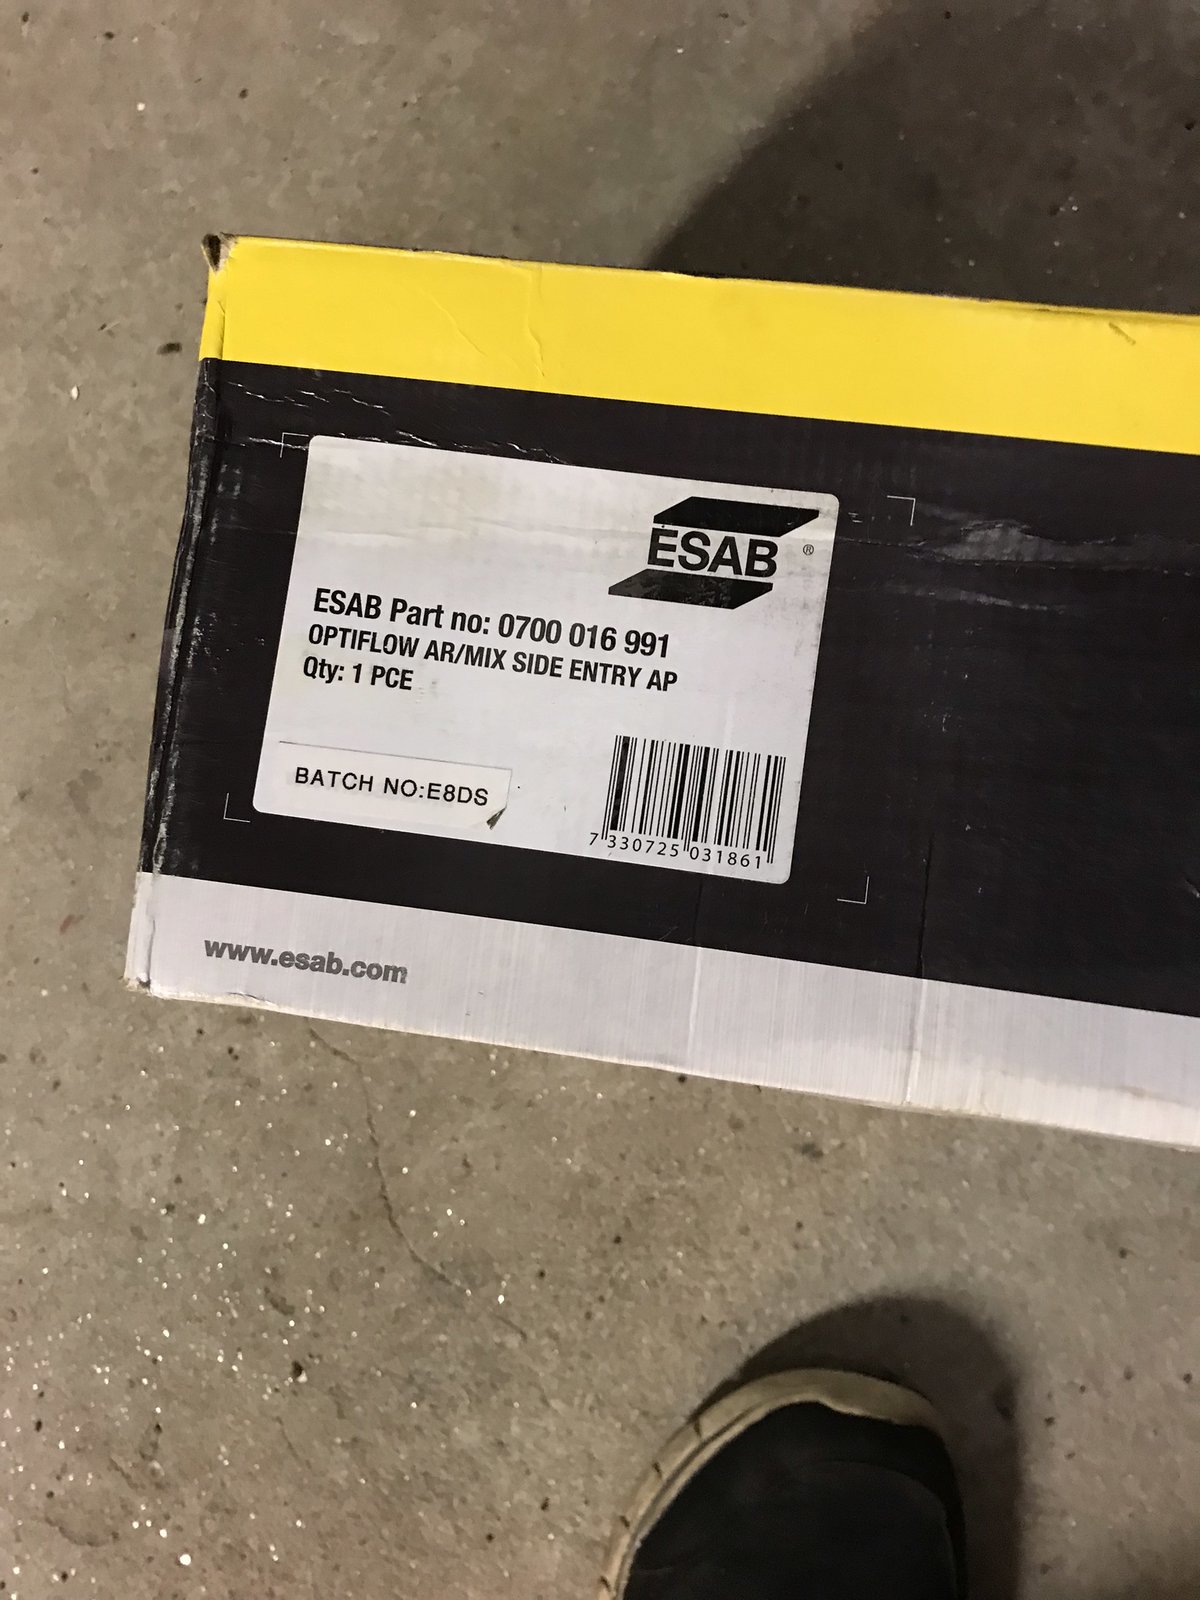 ESAB ®
ESAB Part no: 0700 016 991
OPTIFLOW AR/MIX SIDE ENTRY AP
Qty: 1 PCE
BATCH NO:E8DS
7 330725 031861
www.esab.com